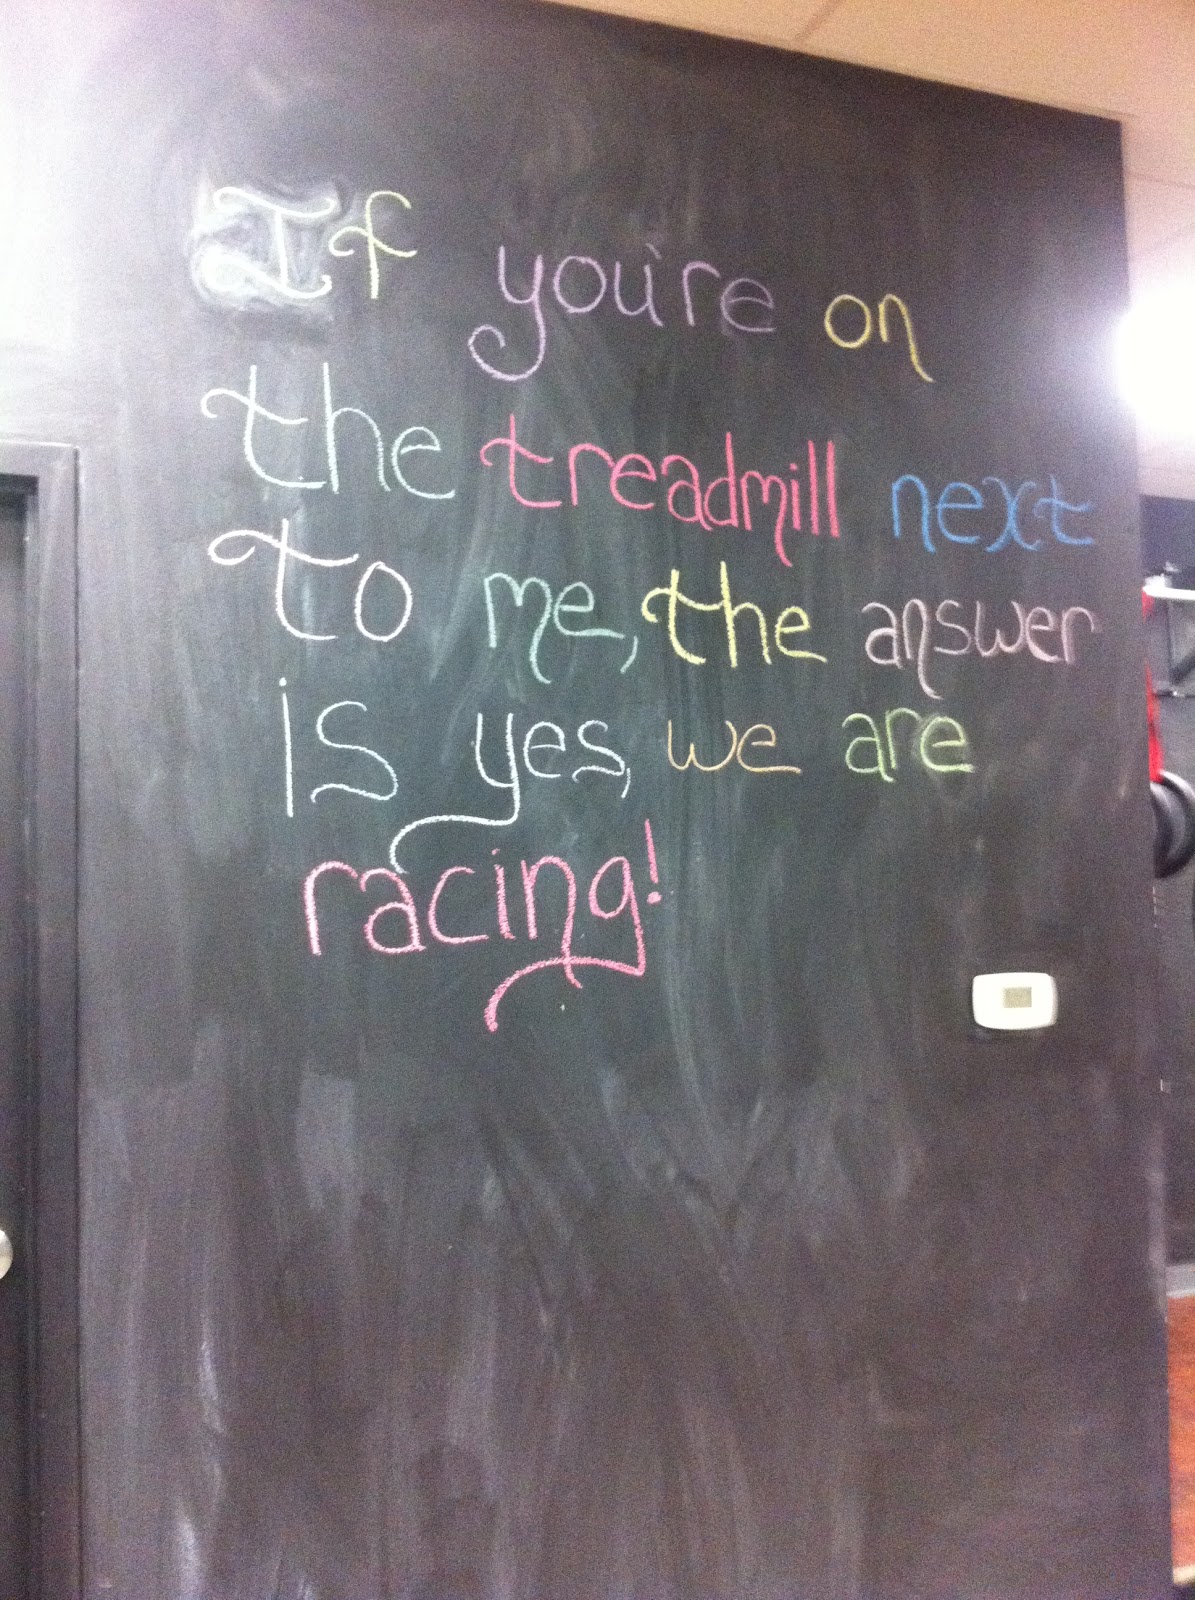 If you're on
the treadmill next
to me, the answer
is yes, we are
racing!